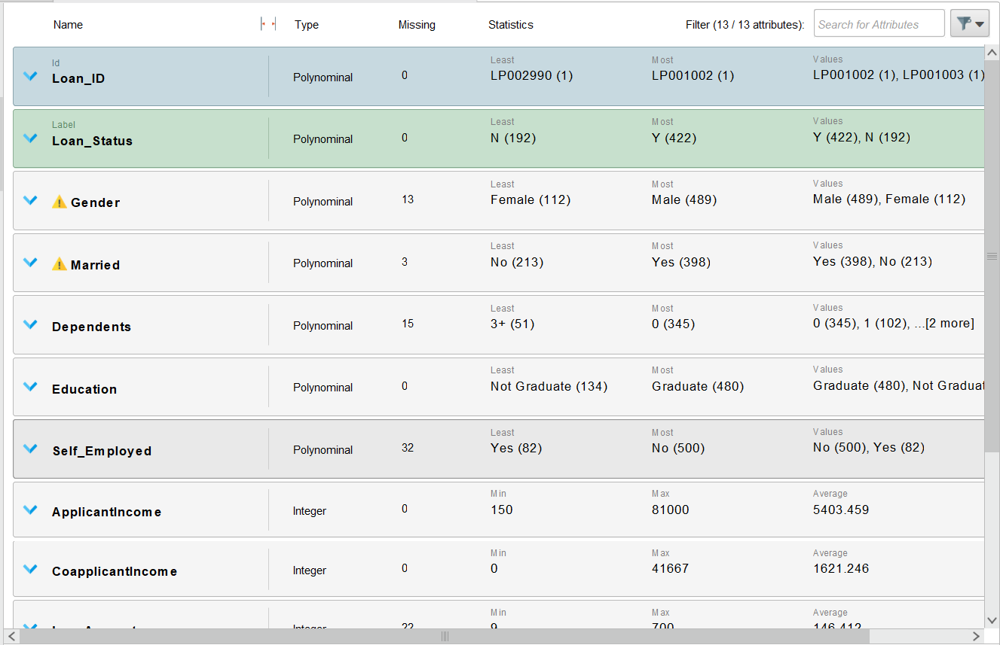 Name Type Missing Statistics Filter (13 / 13 attributes): Search for Attributes
Id Least Most Values
Loan_ID Polynominal 0 LP002990 (1) LP001002 (1) LP001002 (1), LP001003 (1)
Label Least Most Values
Loan_Status Polynominal 0 N (192) Y (422) Y (422), N (192)
Least Most Values
Gender Polynominal 13 Female (112) Male (489) Male (489), Female (112)
Least Most Values
Married Polynominal 3 No (213) Yes (398) Yes (398), No (213)
Least Most Values
Dependents Polynominal 15 3+ (51) 0 (345) 0 (345), 1 (102), ...[2 more]
Least Most Values
Education Polynominal 0 Not Graduate (134) Graduate (480) Graduate (480), Not Graduat
Least Most Values
Self_Employed Polynominal 32 Yes (82) No (500) No (500), Yes (82)
Min Max Average
ApplicantIncome Integer 0 150 81000 5403.459
Min Max Average
CoapplicantIncome Integer 0 0 41667 1621.246
Min Max Average
Integer 22 9 700 146.412